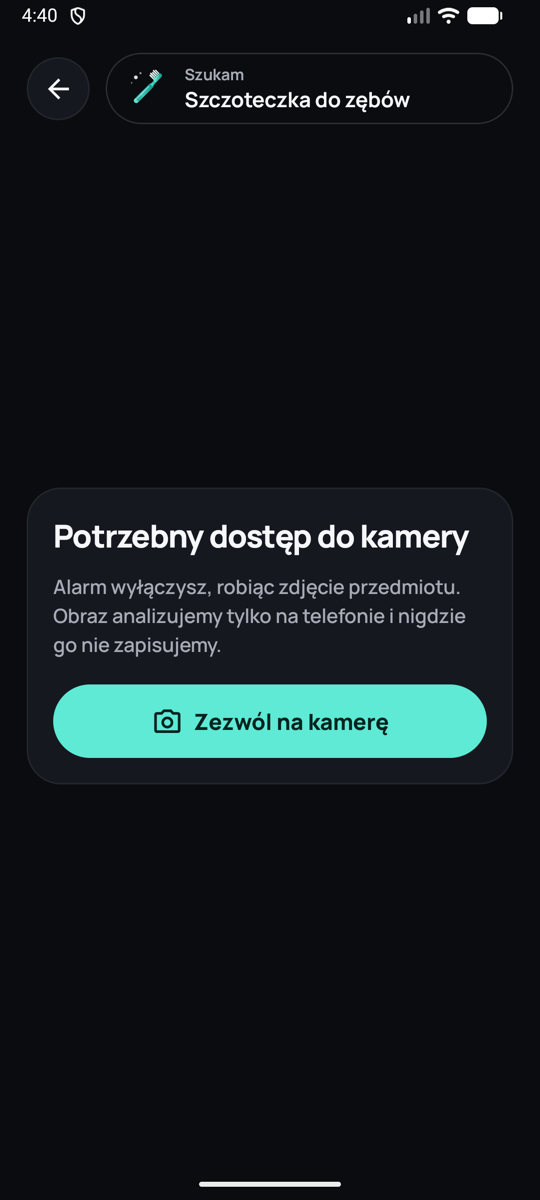 4:40
Szukam
Szczoteczka do zębów
Potrzebny dostęp do kamery
Alarm wyłączysz, robiąc zdjęcie przedmiotu.
Obraz analizujemy tylko na telefonie i nigdzie
go nie zapisujemy.
Zezwól na kamerę